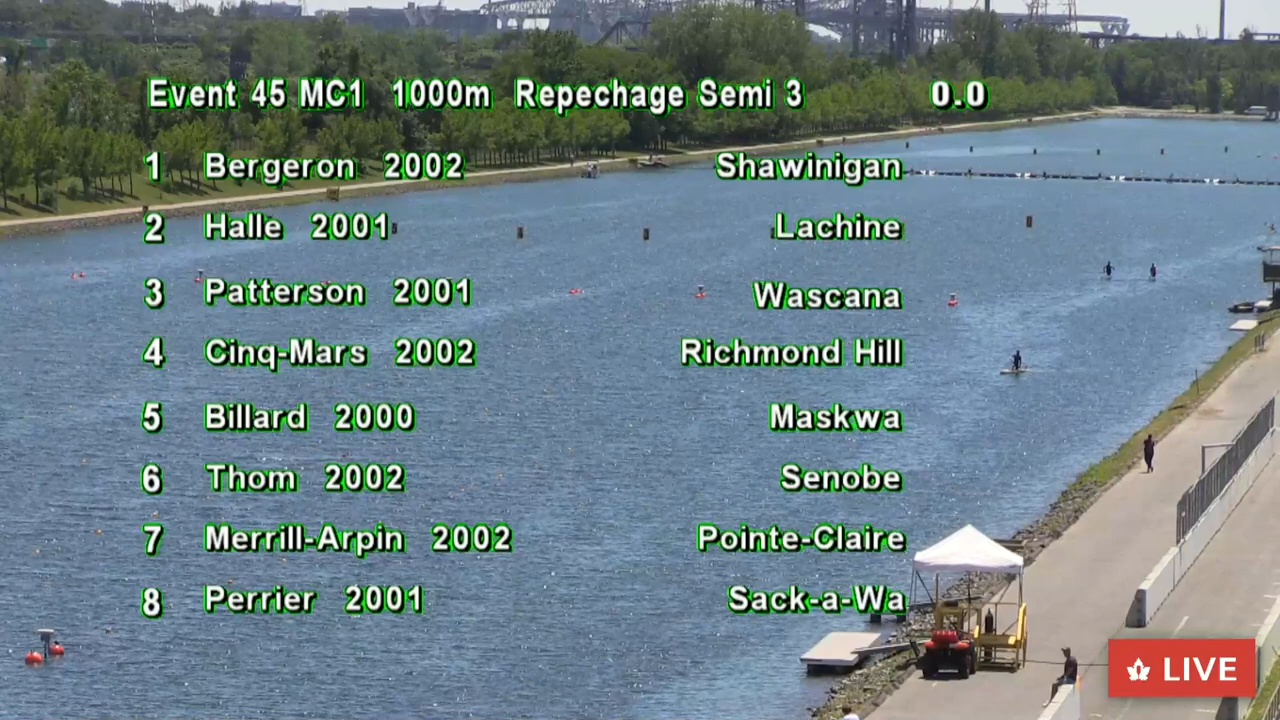 Event 45 MC1 1000m Repechage Semi 3 0.0
1 Bergeron 2002 Shawinigan
2 Halle 2001 Lachine
3 Patterson 2001 Wascana
4 Cinq-Mars 2002 Richmond Hill
5 Billard 2000 Maskwa
6 Thom 2002 Senobe
7 Merrill-Arpin 2002 Pointe-Claire
8 Perrier 2001 Sack-a-Wa
LIVE